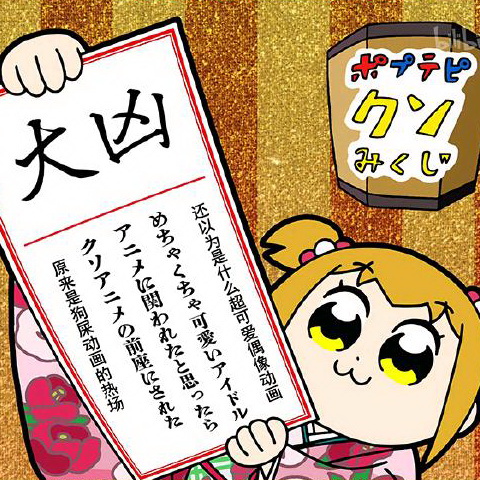 大凶
还以为是什么超可爱偶像动画
めちゃくちゃ可愛いアイドル
アニメに関われたと思ったら
クソアニメの前座にされた
原来是狗屎动画的热场
ポプテピ
クソ
みくじ
bilibili